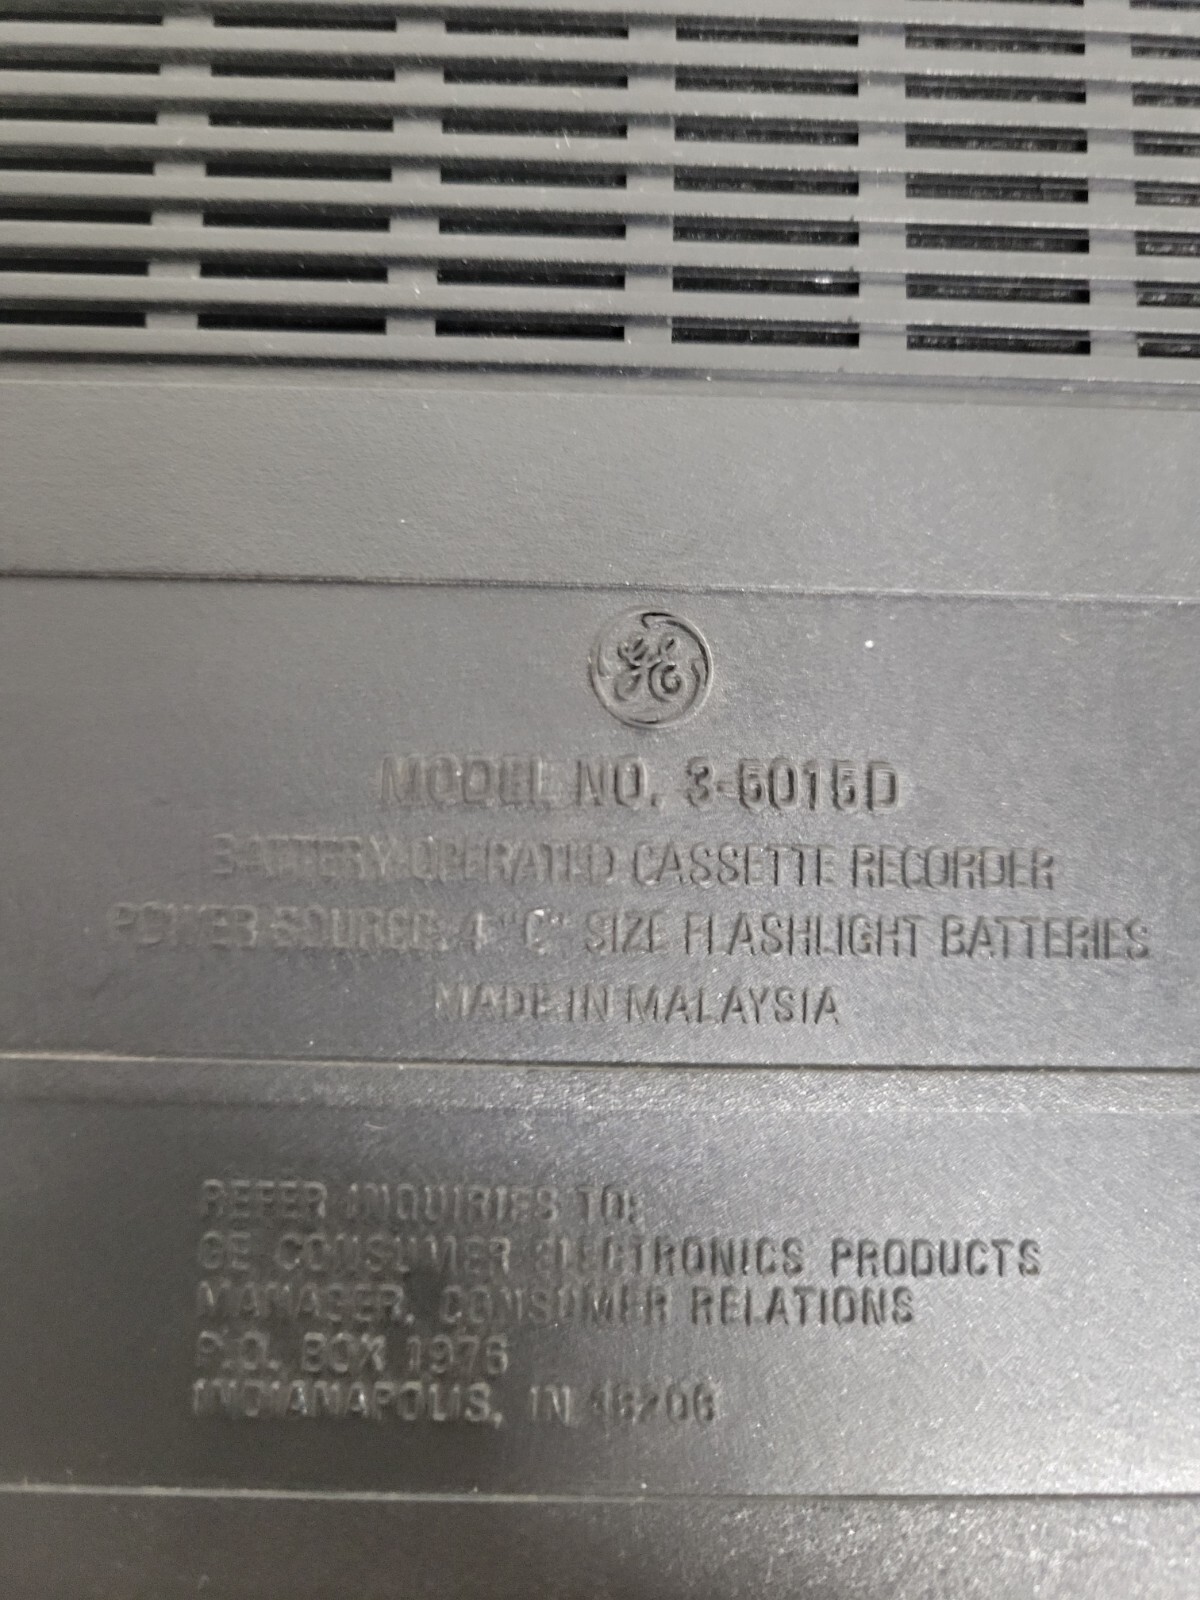 GE
MODEL NO. 3-5015D
BATTERY OPERATED CASSETTE RECORDER
POWER SOURCE: 4 "C" SIZE FLASHLIGHT BATTERIES
MADE IN MALAYSIA
REFER INQUIRIES TO:
GE CONSUMER ELECTRONICS PRODUCTS
MANAGER, CONSUMER RELATIONS
P.O. BOX 1976
INDIANAPOLIS, IN 46206